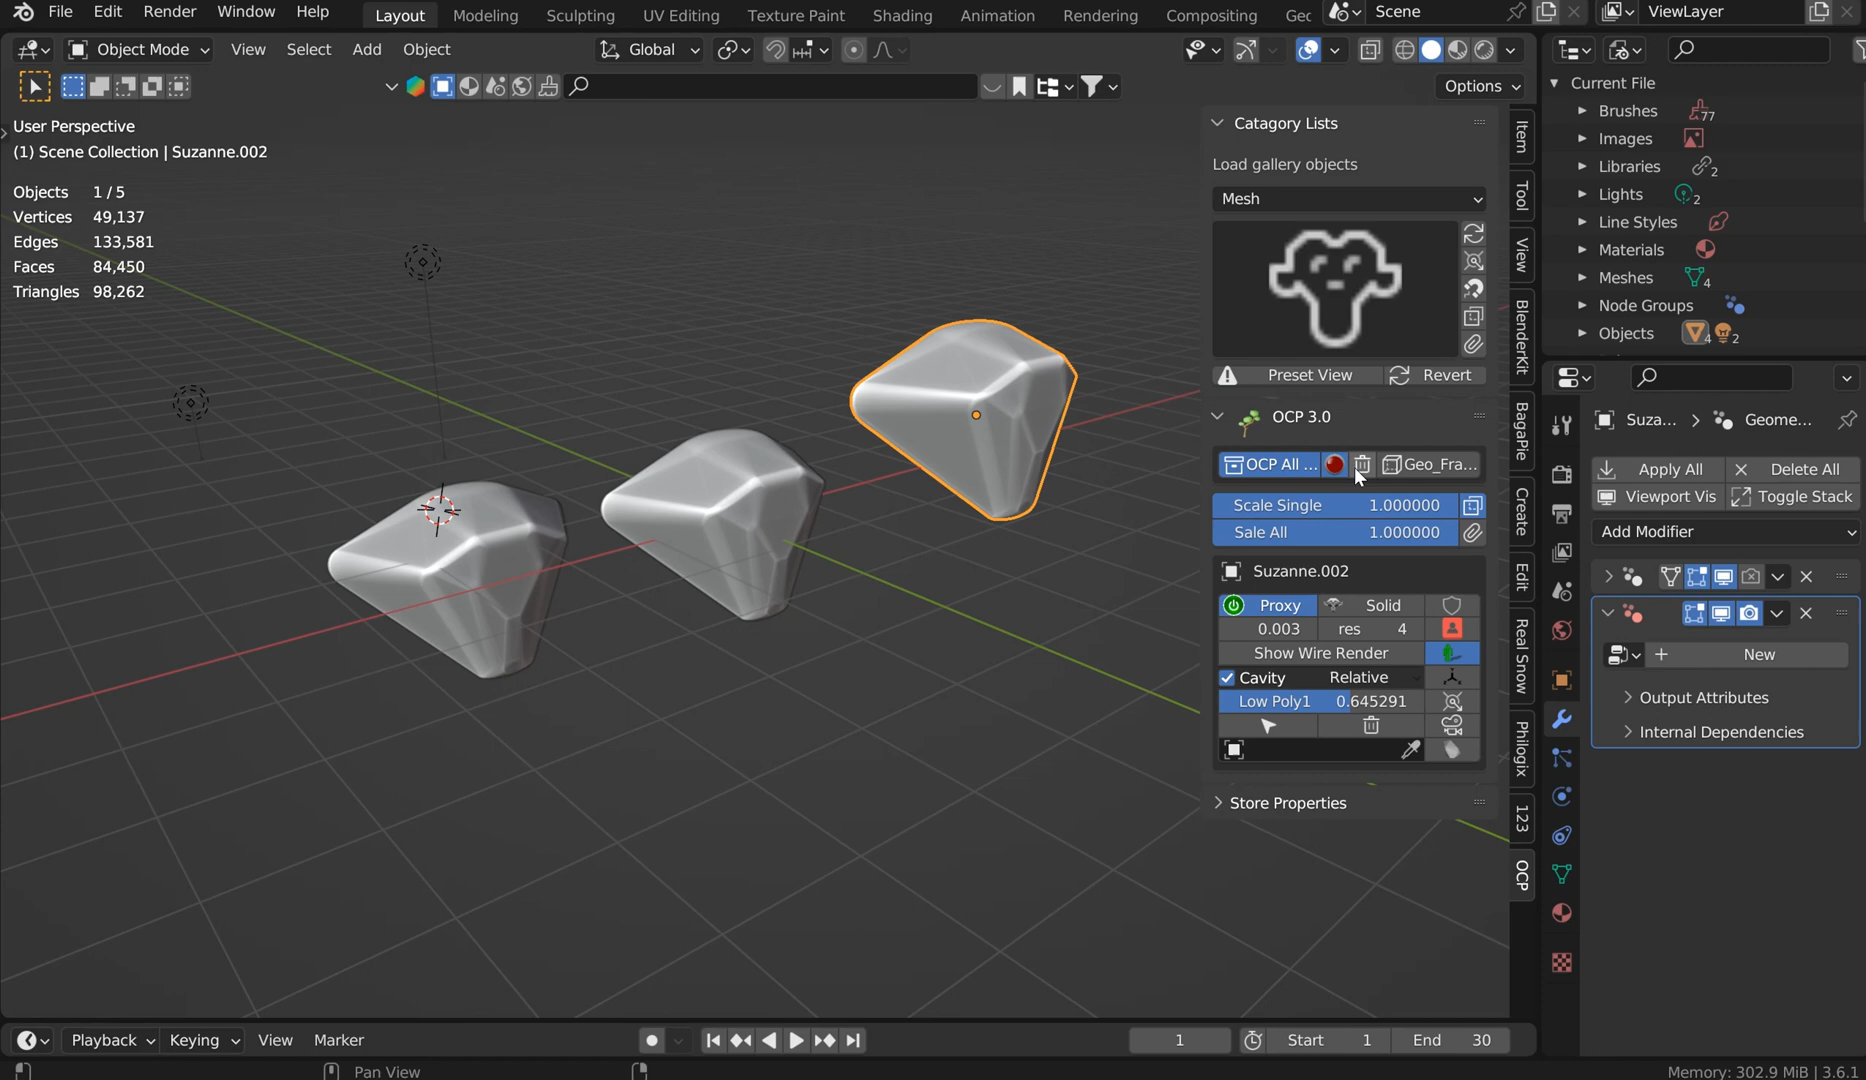 File Edit Render Window Help
Layout Modeling Sculpting UV Editing Texture Paint Shading Animation Rendering Compositing Geo
Scene
ViewLayer
Object Mode View Select Add Object
Global
Options
User Perspective
(1) Scene Collection | Suzanne.002
Objects 1 / 5
Vertices 49,137
Edges 133,581
Faces 84,450
Triangles 98,262
Catagory Lists
Load gallery objects
Mesh
Preset View Revert
OCP 3.0
OCP All ... Geo_Fra...
Scale Single 1.000000
Sale All 1.000000
Suzanne.002
Proxy Solid
0.003 res 4
Show Wire Render
Cavity Relative
Low Poly1 0.645291
Store Properties
Item
Tool
View
BlenderKit
BagaPie
Create
Edit
Real Snow
Philogix
123
OCP
Current File
Brushes 77
Images
Libraries 2
Lights 2
Line Styles
Materials
Meshes 4
Node Groups
Objects 4 2
Suza... > Geome...
Apply All Delete All
Viewport Vis Toggle Stack
Add Modifier
New
Output Attributes
Internal Dependencies
Playback Keying View Marker
1 Start 1 End 30
Pan View
Memory: 302.9 MiB | 3.6.1